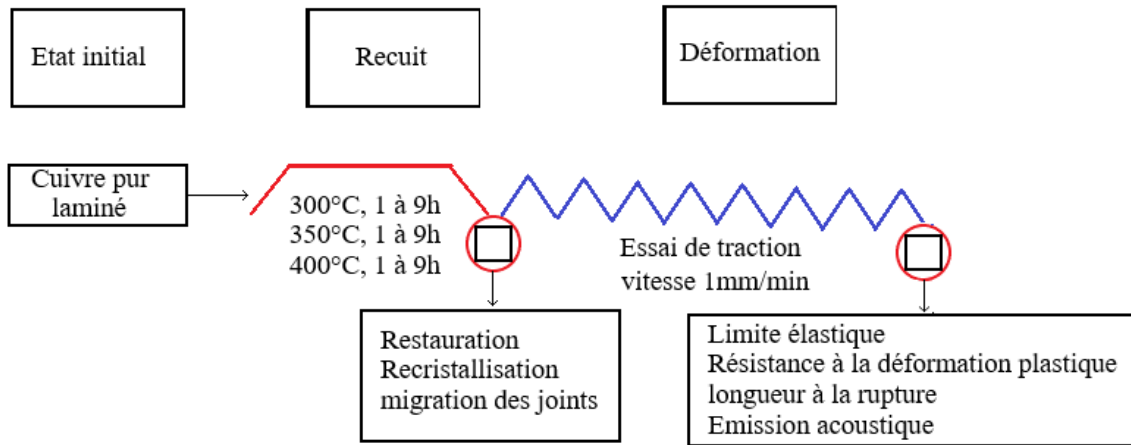 Etat initial
Recuit
Déformation
Cuivre pur
laminé
300°C, 1 à 9h
350°C, 1 à 9h
400°C, 1 à 9h
Essai de traction
vitesse 1mm/min
Restauration
Recristallisation
migration des joints
Limite élastique
Résistance à la déformation plastique
longueur à la rupture
Emission acoustique